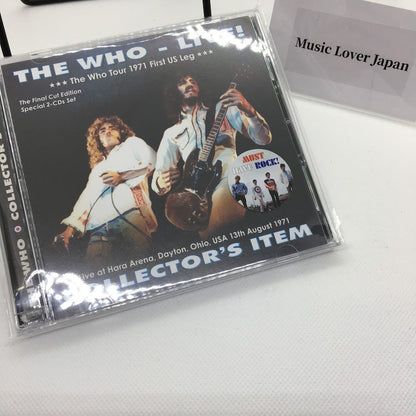 Music Lover Japan
THE WHO - LIVE!
*** The Who Tour 1971 First US Leg ***
The Final Cut Edition
Special 2-CDs Set
MUST
HAVE ROCK!
Live at Hara Arena, Dayton, Ohio, USA 13th August 1971
COLLECTOR'S ITEM
WHO COLLECTOR'S